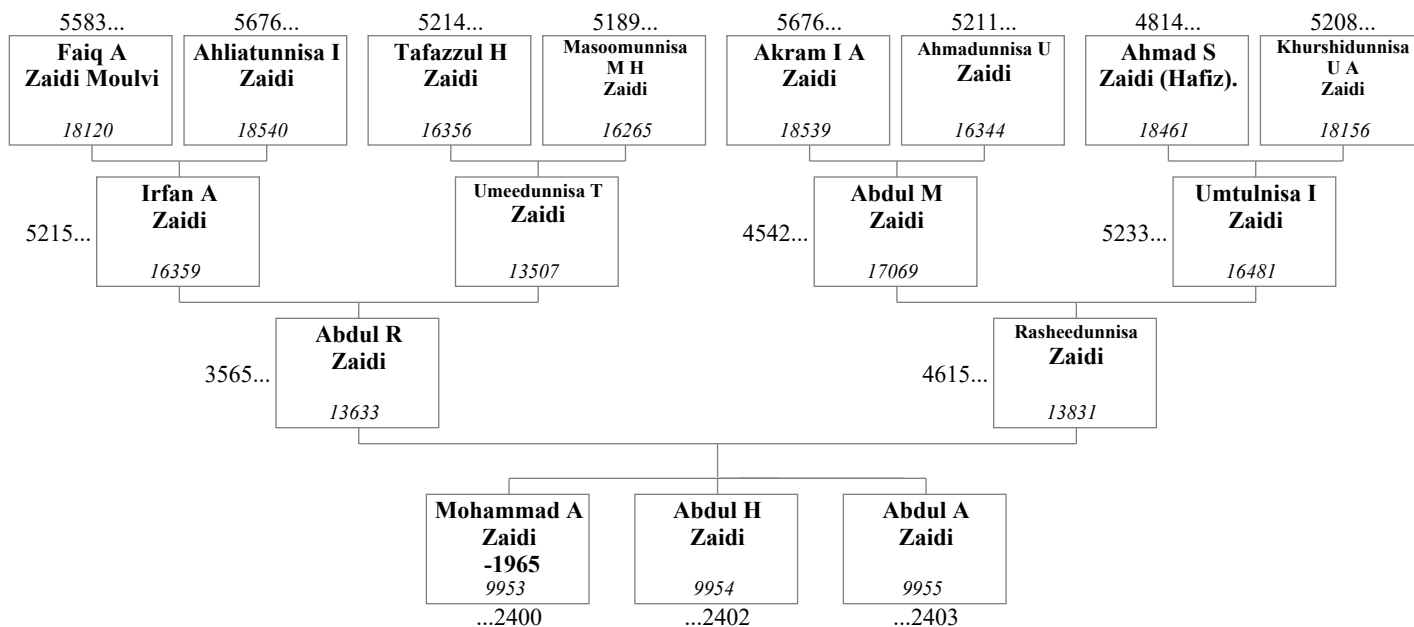 5583...
5676...
5214...
5189...
5676...
5211...
4814...
5208...
Faiq A
Zaidi Moulvi
18120
Ahliatunnisa I
Zaidi
18540
Tafazzul H
Zaidi
16356
Masoomunnisa
M H
Zaidi
16265
Akram I A
Zaidi
18539
Ahmadunnisa U
Zaidi
16344
Ahmad S
Zaidi (Hafiz).
18461
Khurshidunnisa
U A
Zaidi
18156
5215...
Irfan A
Zaidi
16359
Umeedunnisa T
Zaidi
13507
4542...
Abdul M
Zaidi
17069
5233...
Umtulnisa I
Zaidi
16481
3565...
Abdul R
Zaidi
13633
4615...
Rasheedunnisa
Zaidi
13831
Mohammad A
Zaidi
-1965
9953
...2400
Abdul H
Zaidi
9954
...2402
Abdul A
Zaidi
9955
...2403